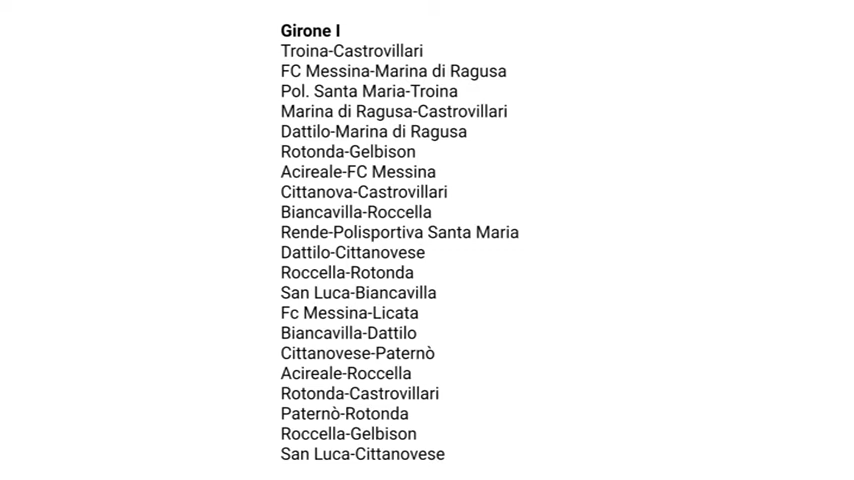 Girone I
Troina-Castrovillari
FC Messina-Marina di Ragusa
Pol. Santa Maria-Troina
Marina di Ragusa-Castrovillari
Dattilo-Marina di Ragusa
Rotonda-Gelbison
Acireale-FC Messina
Cittanova-Castrovillari
Biancavilla-Roccella
Rende-Polisportiva Santa Maria
Dattilo-Cittanovese
Roccella-Rotonda
San Luca-Biancavilla
Fc Messina-Licata
Biancavilla-Dattilo
Cittanovese-Paternò
Acireale-Roccella
Rotonda-Castrovillari
Paternò-Rotonda
Roccella-Gelbison
San Luca-Cittanovese